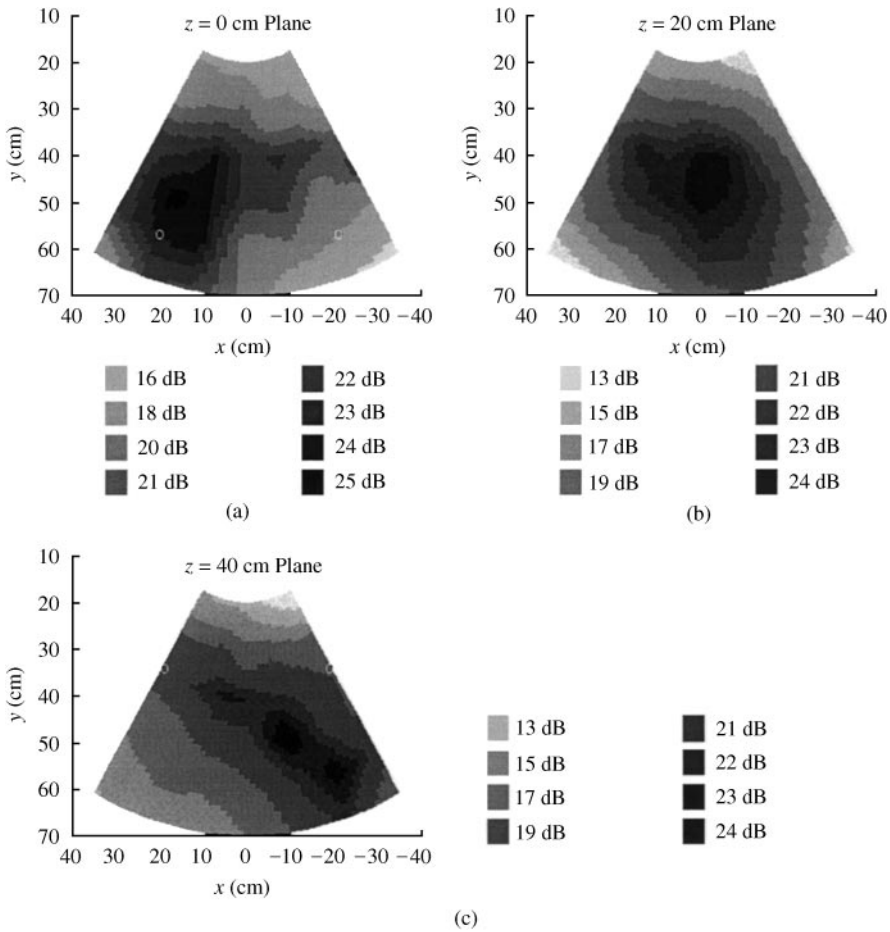 z = 0 cm Plane
10
20
30
40
50
60
70
y (cm)
40 30 20 10 0 −10 −20 −30 −40
x (cm)
16 dB 22 dB
18 dB 23 dB
20 dB 24 dB
21 dB 25 dB
(a)
z = 20 cm Plane
10
20
30
40
50
60
70
y (cm)
40 30 20 10 0 −10 −20 −30 −40
x (cm)
13 dB 21 dB
15 dB 22 dB
17 dB 23 dB
19 dB 24 dB
(b)
z = 40 cm Plane
10
20
30
40
50
60
70
y (cm)
40 30 20 10 0 −10 −20 −30 −40
x (cm)
13 dB 21 dB
15 dB 22 dB
17 dB 23 dB
19 dB 24 dB
(c)